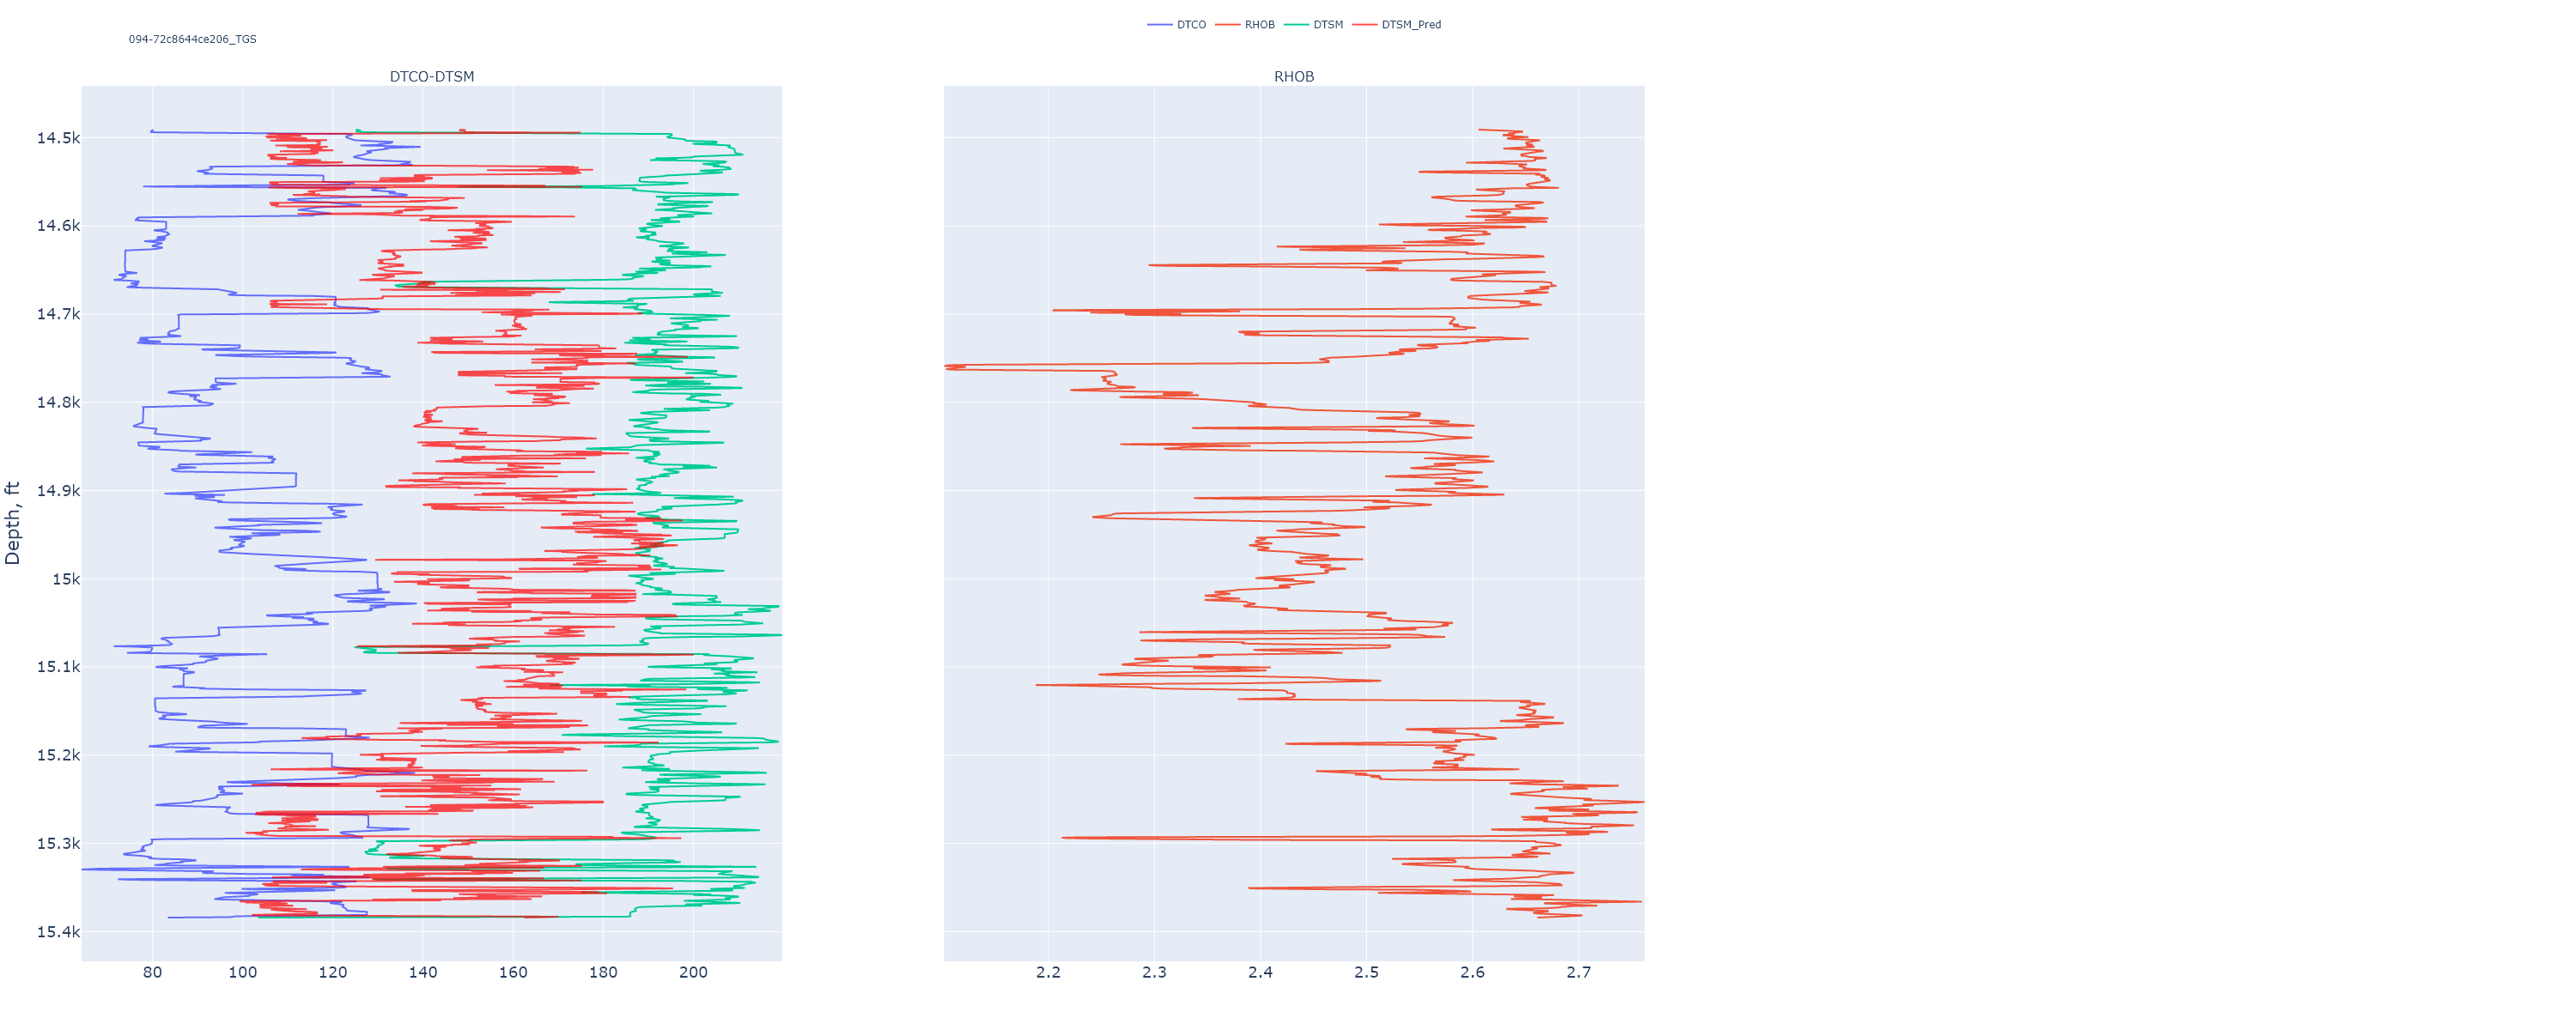 DTCO RHOB DTSM DTSM_Pred
094-72c8644ce206_TGS
DTCO-DTSM
RHOB
Depth, ft
14.5k
14.6k
14.7k
14.8k
14.9k
15k
15.1k
15.2k
15.3k
15.4k
80 100 120 140 160 180 200
2.2 2.3 2.4 2.5 2.6 2.7